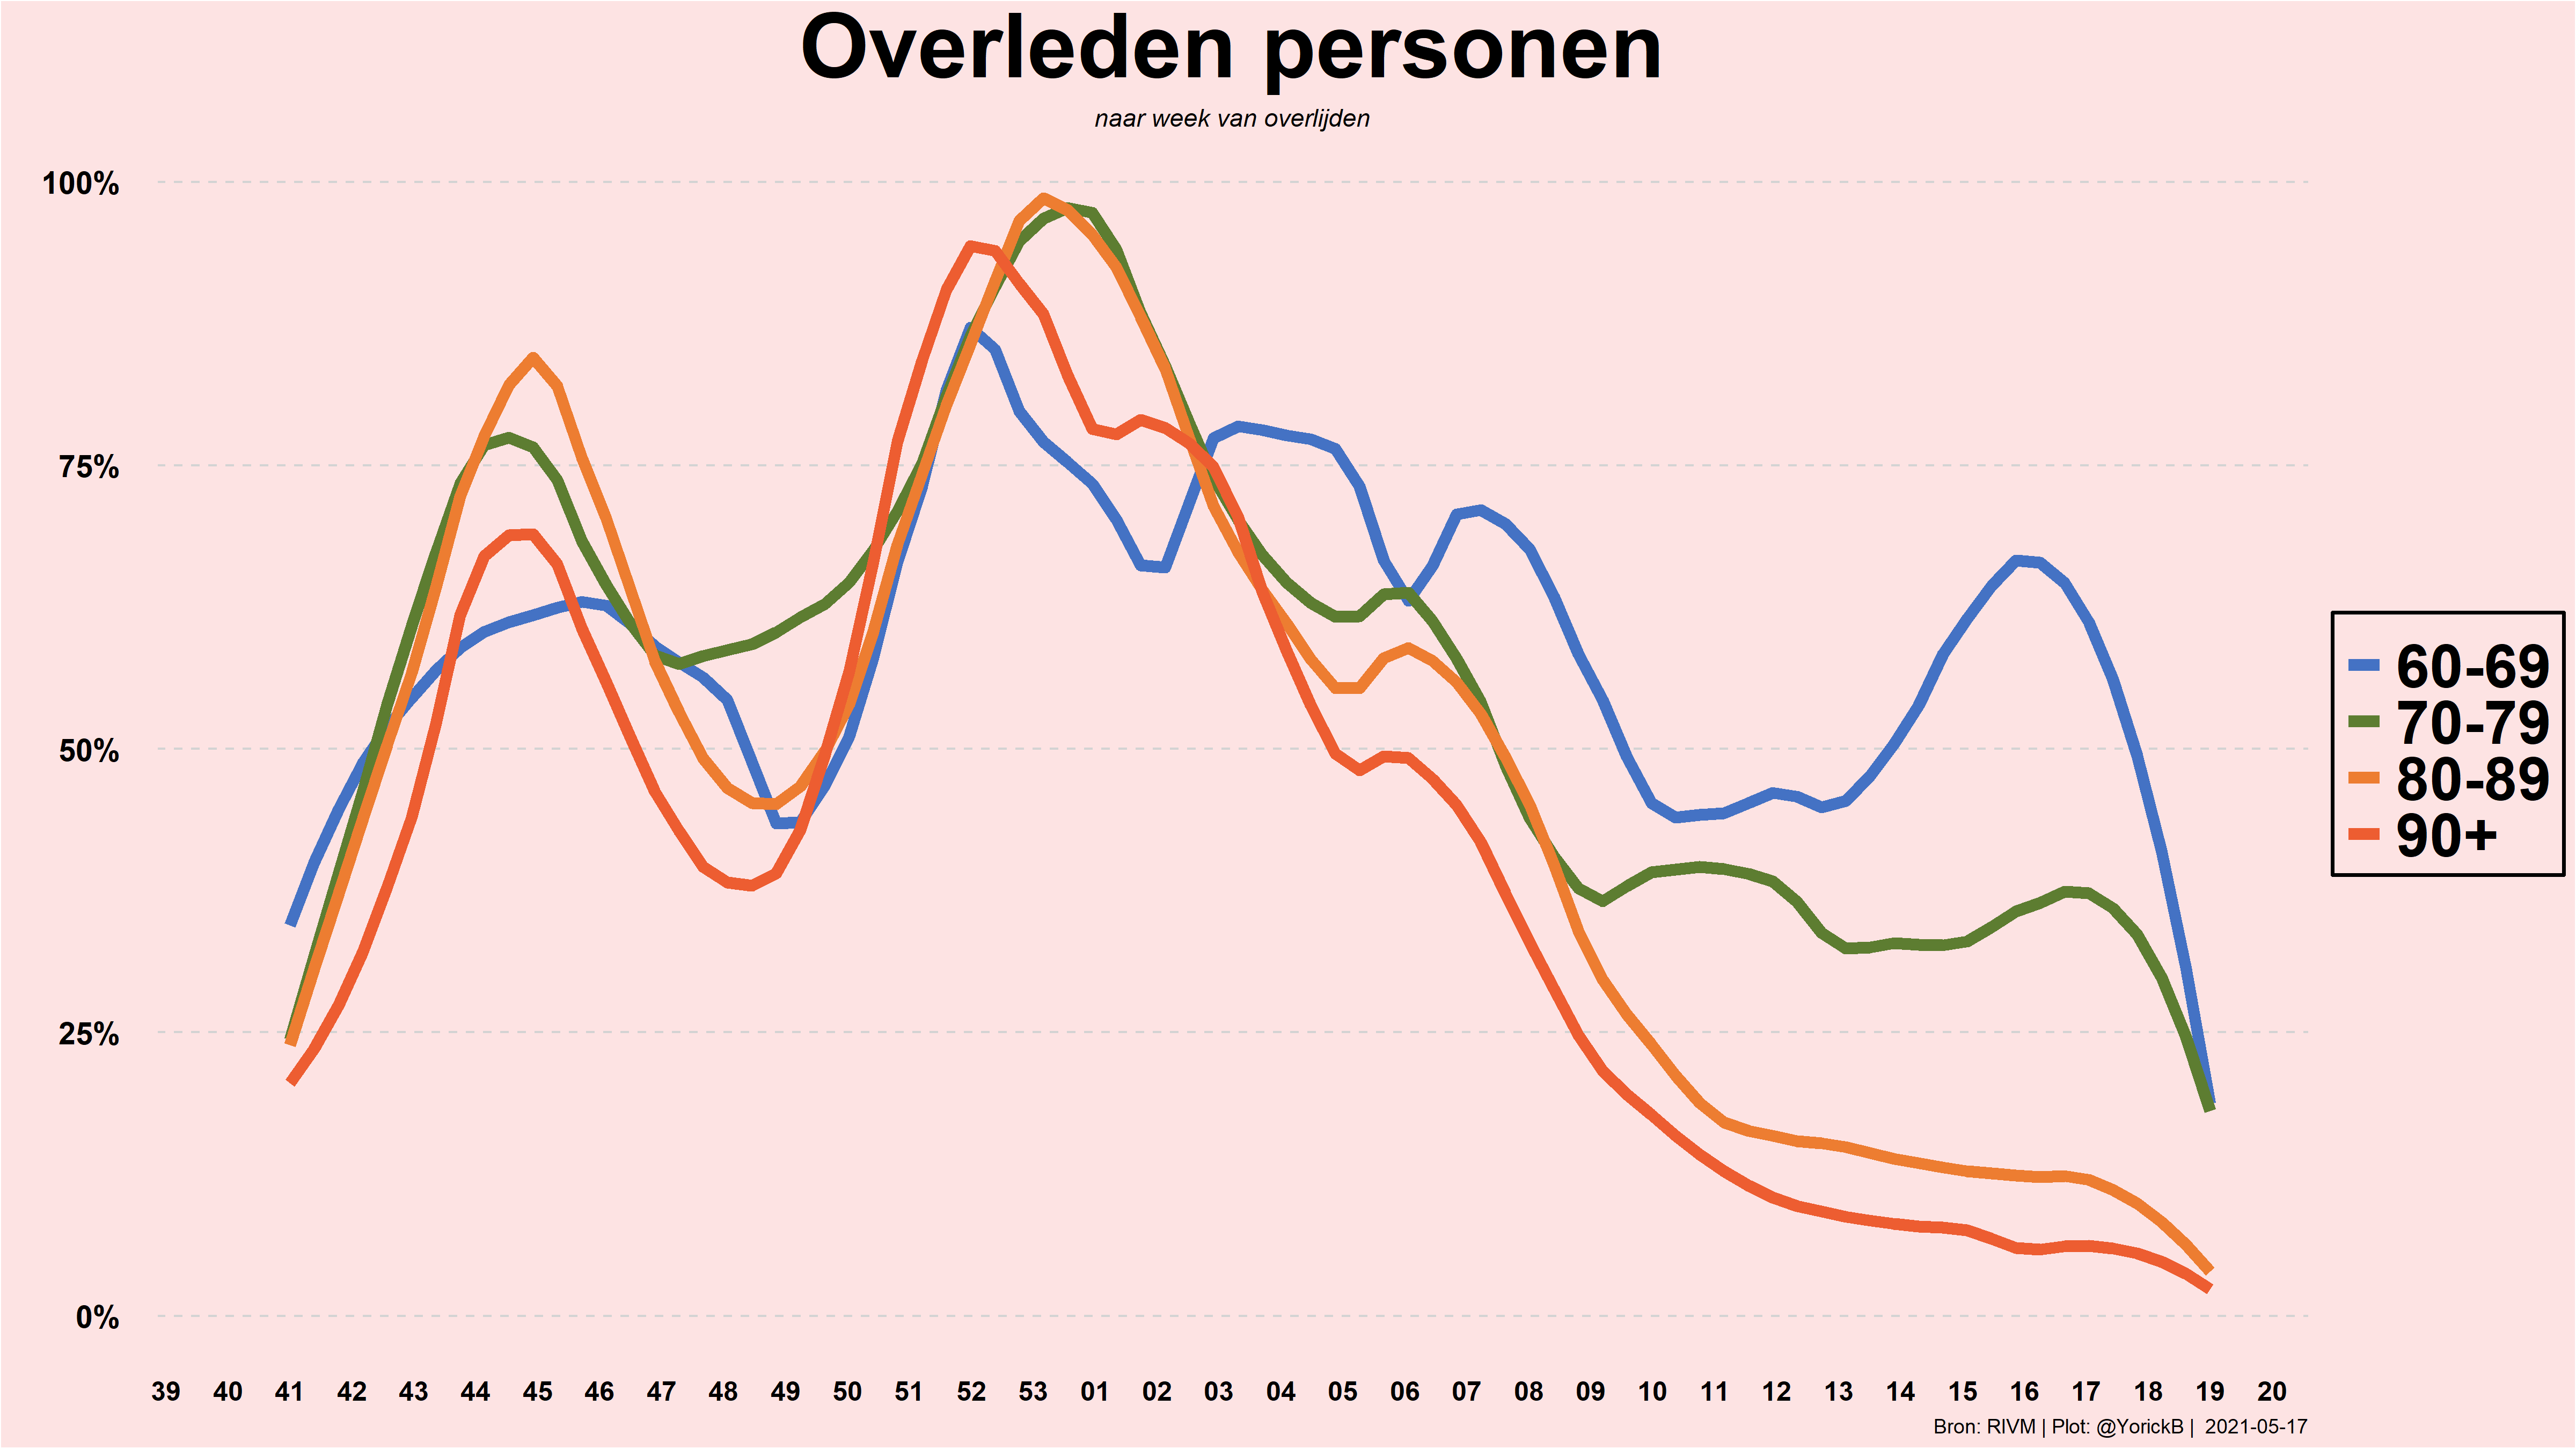 Overleden personen
naar week van overlijden
100%
75%
50%
25%
0%
60-69
70-79
80-89
90+
39 40 41 42 43 44 45 46 47 48 49 50 51 52 53 01 02 03 04 05 06 07 08 09 10 11 12 13 14 15 16 17 18 19 20
Bron: RIVM | Plot: @YorickB | 2021-05-17